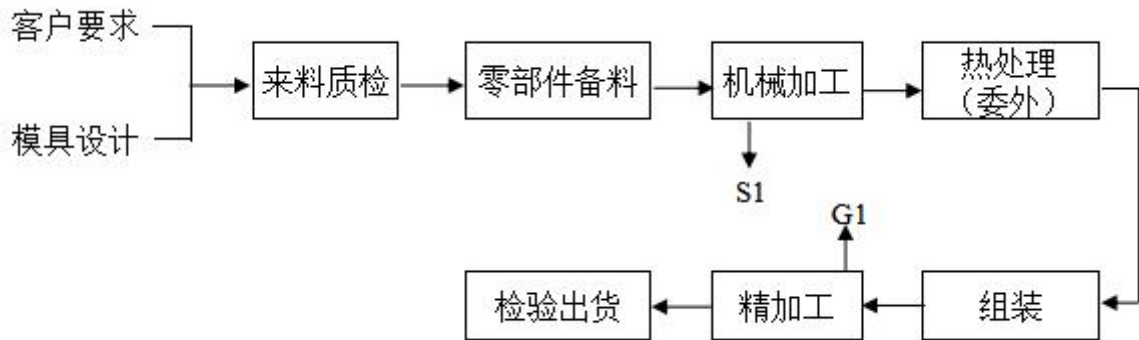 客户要求
模具设计
来料质检
零部件备料
机械加工
热处理
（委外）
S1
G1
检验出货
精加工
组装